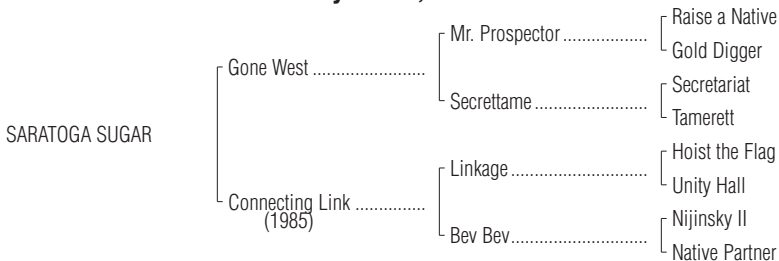 Raise a Native
Mr. Prospector ...................
Gold Digger
Gone West .........................
Secretariat
Secrettame .........................
Tamerett
SARATOGA SUGAR
Hoist the Flag
Linkage ..............................
Unity Hall
Connecting Link ...............
(1985)
Nijinsky II
Bev Bev..............................
Native Partner